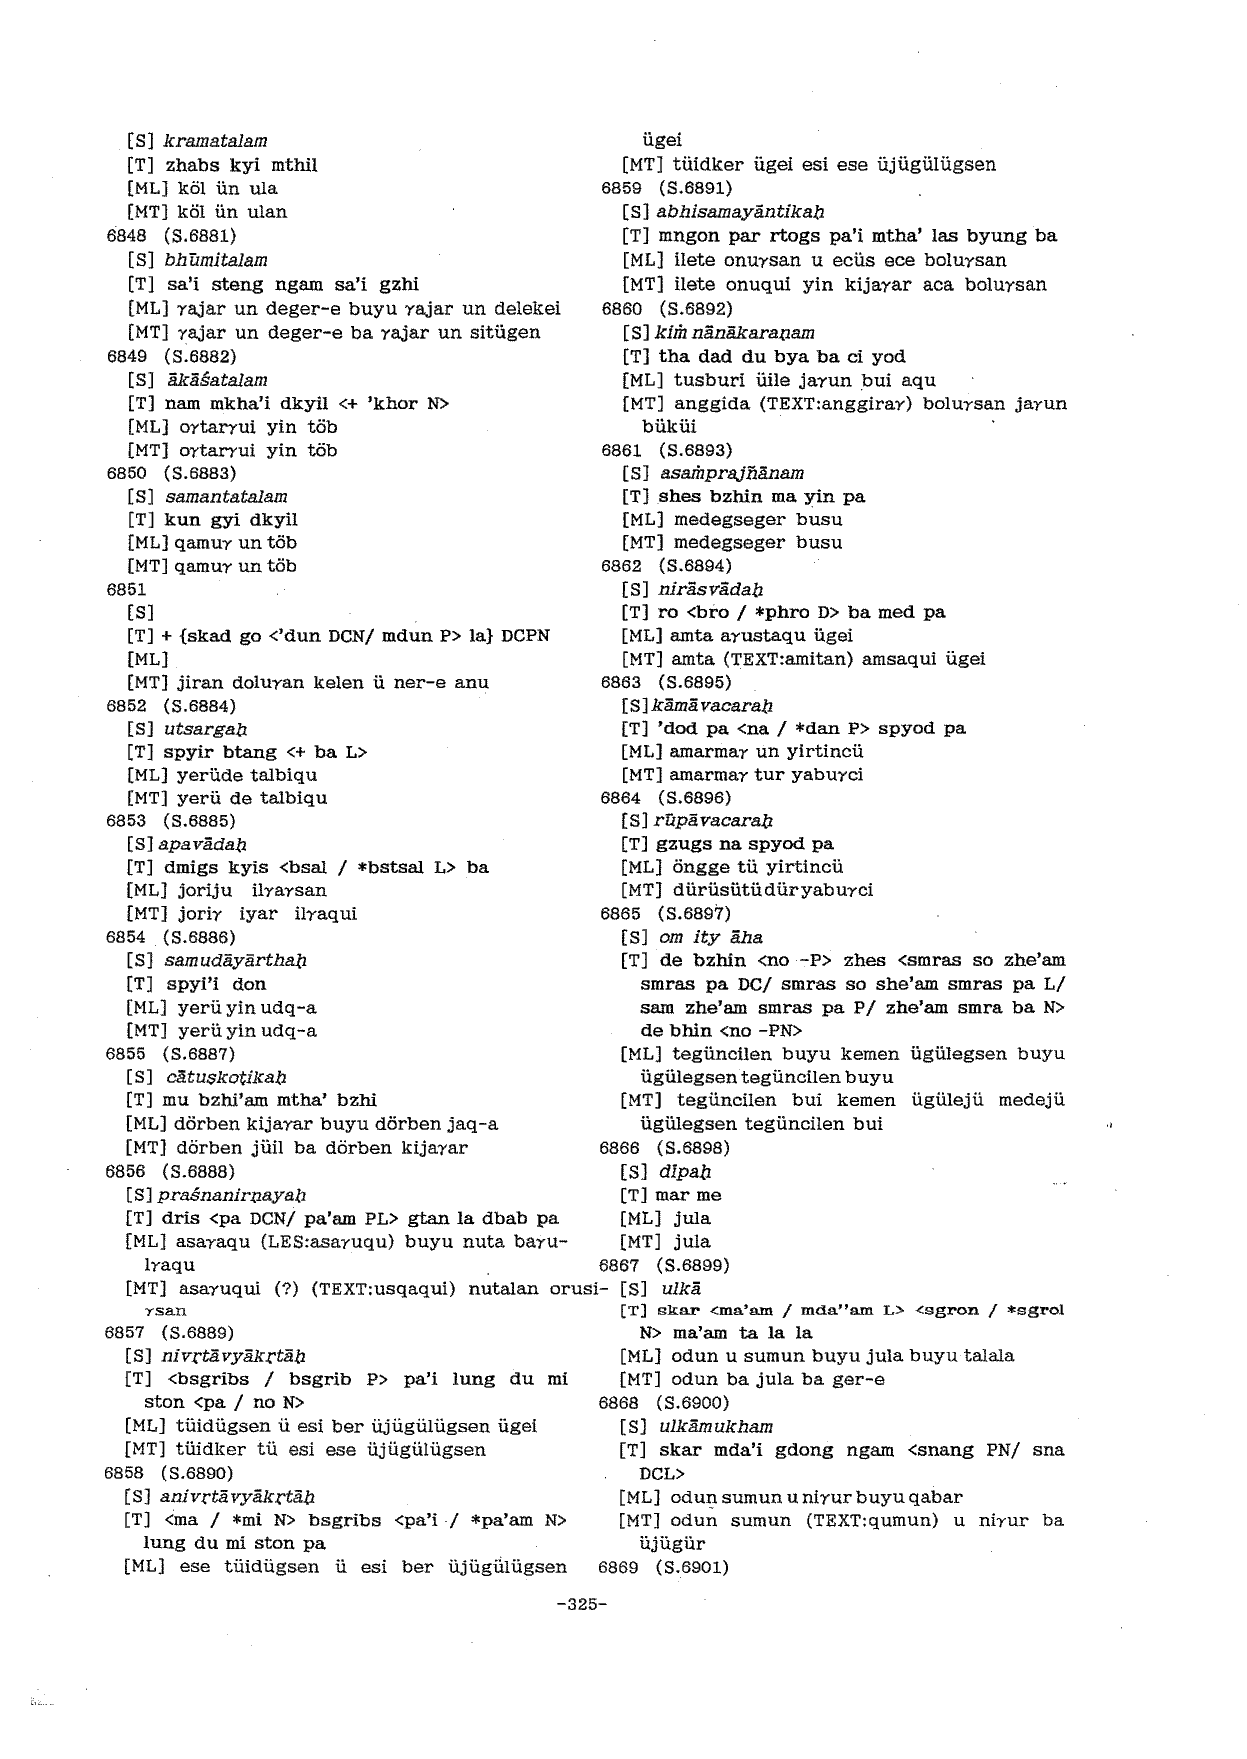 [S] kramatalam
[T] zhabs kyi mthil
[ML] köl ün ula
[MT] köl ün ulan
6848 (S.6881)
[S] bhūmitalam
[T] sa'i steng ngam sa'i gzhi
[ML] γajar un deger-e buyu γajar un delekei
[MT] γajar un deger-e ba γajar un sitügen
6849 (S.6882)
[S] ākāśatalam
[T] nam mkha'i dkyil <+ 'khor N>
[ML] oγtarγui yin töb
[MT] oγtarγui yin töb
6850 (S.6883)
[S] samantatalam
[T] kun gyi dkyil
[ML] qamuγ un töb
[MT] qamuγ un töb
6851
[S]
[T] + {skad go <'dun DCN/ mdun P> la} DCPN
[ML]
[MT] jiran doluγan kelen ü ner-e anu
6852 (S.6884)
[S] utsargaḥ
[T] spyir btang <+ ba L>
[ML] yerüde talbiqu
[MT] yerü de talbiqu
6853 (S.6885)
[S] apavādaḥ
[T] dmigs kyis <bsal / *bstsal L> ba
[ML] joriju ilγaγsan
[MT] joriγ iyar ilγaqui
6854 (S.6886)
[S] samudāyārthaḥ
[T] spyi'i don
[ML] yerü yin udq-a
[MT] yerü yin udq-a
6855 (S.6887)
[S] cātuṣkoṭikaḥ
[T] mu bzhi'am mtha' bzhi
[ML] dörben kijaγar buyu dörben jaq-a
[MT] dörben jüil ba dörben kijaγar
6856 (S.6888)
[S] praśnanirṇayaḥ
[T] dris <pa DCN/ pa'am PL> gtan la dbab pa
[ML] asaγaqu (LES:asaγuqu) buyu nuta baγu-
lγaqu
[MT] asaγuqui (?) (TEXT:usqaqui) nutalan orusi-
γsan
6857 (S.6889)
[S] nivṛtāvyākṛtāḥ
[T] <bsgribs / bsgrib P> pa'i lung du mi
ston <pa / no N>
[ML] tüidügsen ü esi ber üjügülügsen ügei
[MT] tüidker tü esi ese üjügülügsen
6858 (S.6890)
[S] anivṛtāvyākṛtāḥ
[T] <ma / *mi N> bsgribs <pa'i / *pa'am N>
lung du mi ston pa
[ML] ese tüidügsen ü esi ber üjügülügsen
ügei
[MT] tüidker ügei esi ese üjügülügsen
6859 (S.6891)
[S] abhisamayāntikaḥ
[T] mngon par rtogs pa'i mtha' las byung ba
[ML] ilete onuγsan u ecüs ece boluγsan
[MT] ilete onuqui yin kijaγar aca boluγsan
6860 (S.6892)
[S] kiṁ nānākaraṇam
[T] tha dad du bya ba ci yod
[ML] tusburi üile jaγun bui aqu
[MT] anggida (TEXT:anggiraγ) boluγsan jaγun
büküi
6861 (S.6893)
[S] asaṁprajñānam
[T] shes bzhin ma yin pa
[ML] medegseger busu
[MT] medegseger busu
6862 (S.6894)
[S] nirāsvādaḥ
[T] ro <bro / *phro D> ba med pa
[ML] amta aγustaqu ügei
[MT] amta (TEXT:amitan) amsaqui ügei
6863 (S.6895)
[S] kāmāvacaraḥ
[T] 'dod pa <na / *dan P> spyod pa
[ML] amarmaγ un yirtincü
[MT] amarmaγ tur yabuγci
6864 (S.6896)
[S] rūpāvacaraḥ
[T] gzugs na spyod pa
[ML] öngge tü yirtincü
[MT] dürüsütü dür yabuγci
6865 (S.6897)
[S] om ity āha
[T] de bzhin <no -P> zhes <smras so zhe'am
smras pa DC/ smras so she'am smras pa L/
sam zhe'am smras pa P/ zhe'am smra ba N>
de bhin <no -PN>
[ML] tegüncilen buyu kemen ügülegsen buyu
ügülegsen tegüncilen buyu
[MT] tegüncilen bui kemen ügülejü medejü
ügülegsen tegüncilen bui
6866 (S.6898)
[S] dīpaḥ
[T] mar me
[ML] jula
[MT] jula
6867 (S.6899)
[S] ulkā
[T] skar <ma'am / mda''am L> <sgron / *sgrol
N> ma'am ta la la
[ML] odun u sumun buyu jula buyu talala
[MT] odun ba jula ba ger-e
6868 (S.6900)
[S] ulkāmukham
[T] skar mda'i gdong ngam <snang PN/ sna
DCL>
[ML] odun sumun u niγur buyu qabar
[MT] odun sumun (TEXT:qumun) u niγur ba
üjügür
6869 (S.6901)
-325-